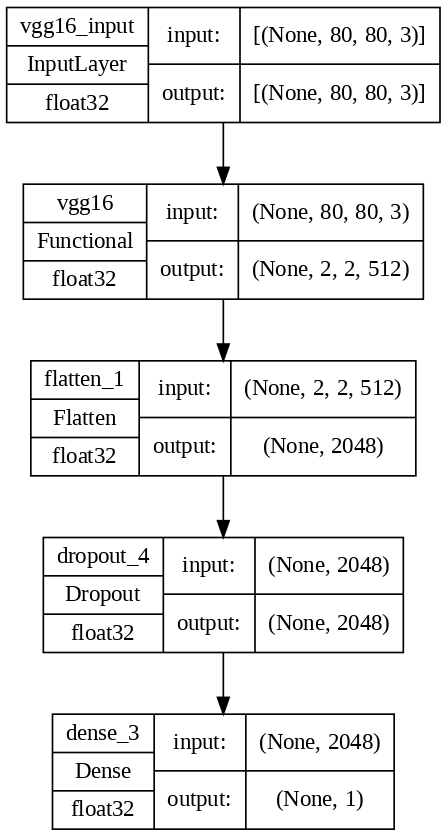 vgg16_input
InputLayer
float32
input:
[(None, 80, 80, 3)]
output:
[(None, 80, 80, 3)]
vgg16
Functional
float32
input:
(None, 80, 80, 3)
output:
(None, 2, 2, 512)
flatten_1
Flatten
float32
input:
(None, 2, 2, 512)
output:
(None, 2048)
dropout_4
Dropout
float32
input:
(None, 2048)
output:
(None, 2048)
dense_3
Dense
float32
input:
(None, 2048)
output:
(None, 1)